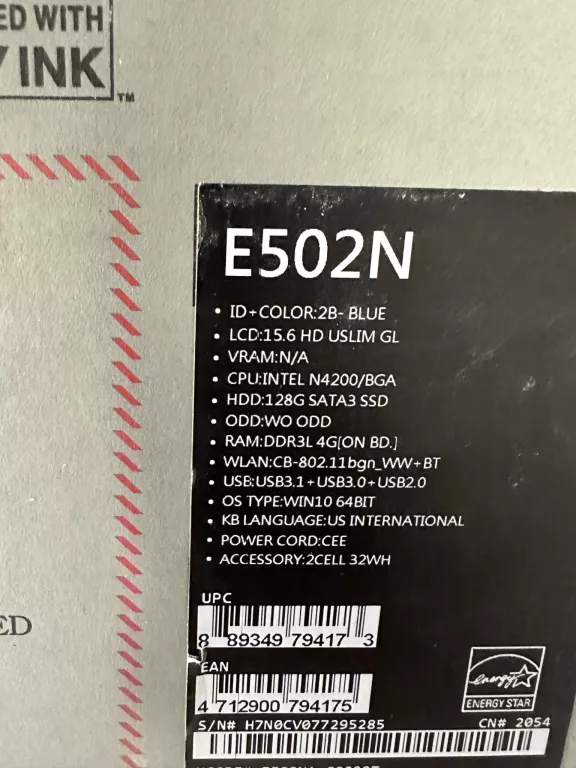 ED WITH
Y INK
TM
E502N
• ID+COLOR:2B- BLUE
• LCD:15.6 HD USLIM GL
• VRAM:N/A
• CPU:INTEL N4200/BGA
• HDD:128G SATA3 SSD
• ODD:WO ODD
• RAM:DDR3L 4G[ON BD.]
• WLAN:CB-802.11bgn_WW+BT
• USB:USB3.1+USB3.0+USB2.0
• OS TYPE:WIN10 64BIT
• KB LANGUAGE:US INTERNATIONAL
• POWER CORD:CEE
• ACCESSORY:2CELL 32WH
ED
UPC
8 89349 79417 3
EAN
4 712900 794175
energy
ENERGY STAR
S/N# H7N0CV077295285
CN# 2054